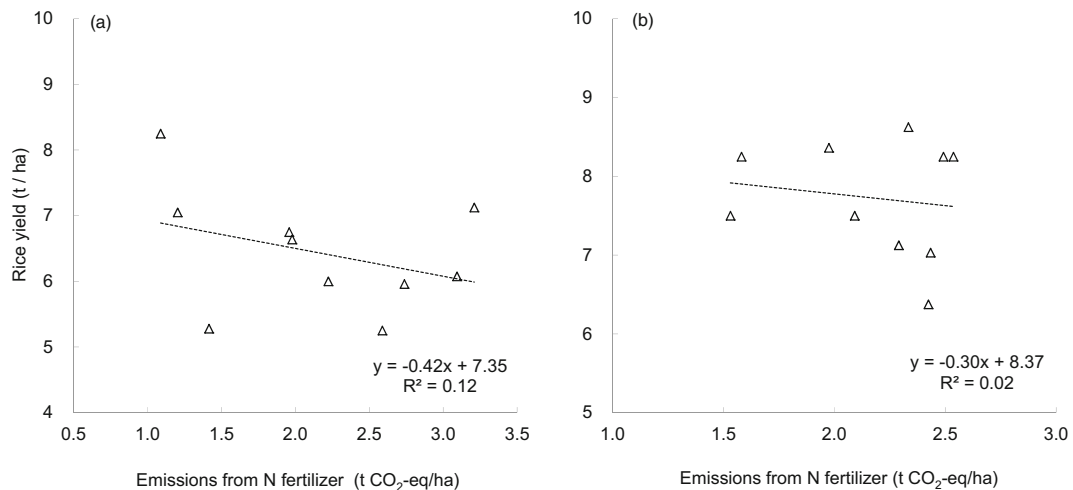 (a)
10
9
8
7
6
5
4
Rice yield (t / ha)
0.5 1.0 1.5 2.0 2.5 3.0 3.5
Emissions from N fertilizer (t CO₂-eq/ha)
y = -0.42x + 7.35
R² = 0.12
(b)
10
9
8
7
6
5
1.0 1.5 2.0 2.5 3.0
Emissions from N fertilizer (t CO₂-eq/ha)
y = -0.30x + 8.37
R² = 0.02